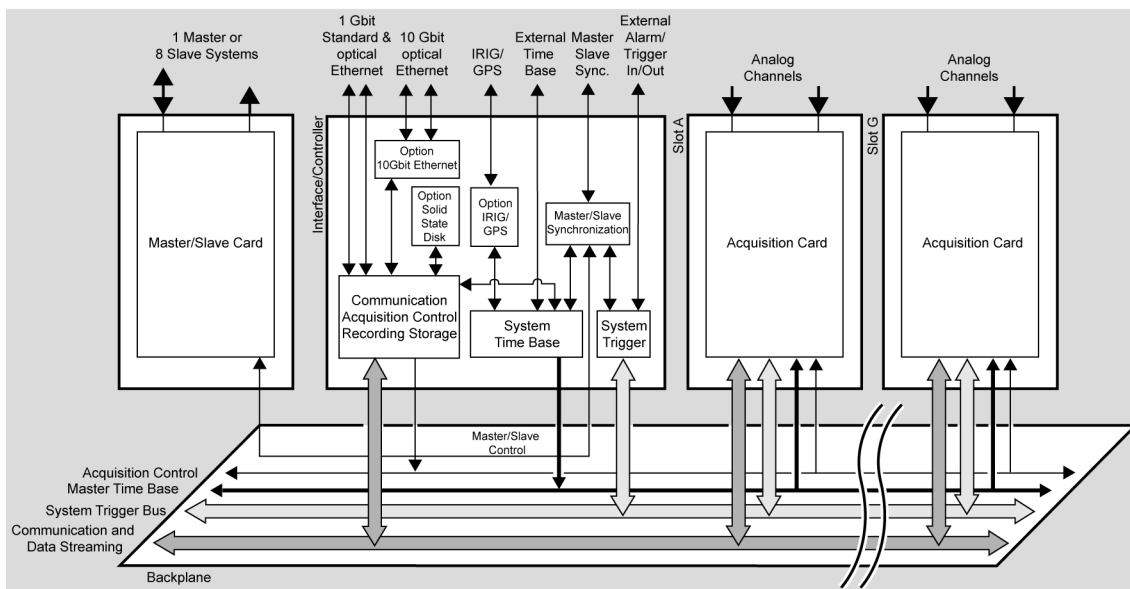 1 Master or
8 Slave Systems
1 Gbit
Standard &
optical
Ethernet
10 Gbit
optical
Ethernet
IRIG/
GPS
External
Time
Base
Master
Slave
Sync.
External
Alarm/
Trigger
In/Out
Analog
Channels
Analog
Channels
Master/Slave Card
Interface/Controller
Option
10Gbit Ethernet
Option
Solid
State
Disk
Option
IRIG/
GPS
Master/Slave
Synchronization
Communication
Acquisition Control
Recording Storage
System
Time Base
System
Trigger
Slot A
Acquisition Card
Slot G
Acquisition Card
Master/Slave
Control
Acquisition Control
Master Time Base
System Trigger Bus
Communication and
Data Streaming
Backplane